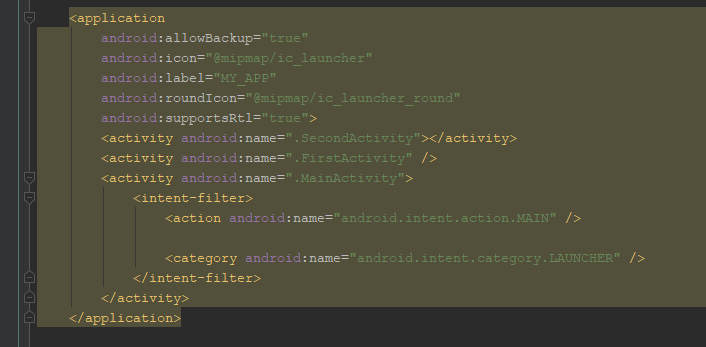 <application
android:allowBackup="true"
android:icon="@mipmap/ic_launcher"
android:label="MY_APP"
android:roundIcon="@mipmap/ic_launcher_round"
android:supportsRtl="true">
<activity android:name=".SecondActivity"></activity>
<activity android:name=".FirstActivity" />
<activity android:name=".MainActivity">
<intent-filter>
<action android:name="android.intent.action.MAIN" />
<category android:name="android.intent.category.LAUNCHER" />
</intent-filter>
</activity>
</application>